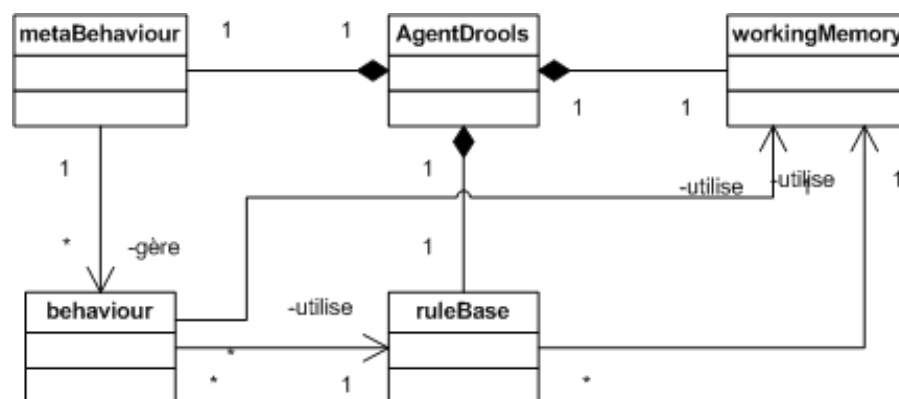 metaBehaviour
1
1
AgentDrools
workingMemory
1
1
1
1
-utilise
-utilise
1
*
-gère
1
behaviour
-utilise
ruleBase
*
*
1
*